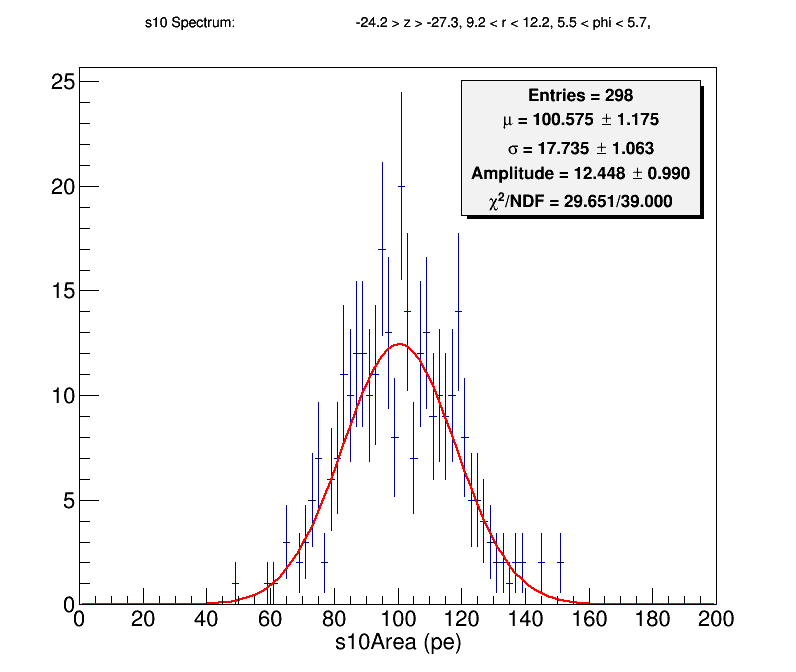 s10 Spectrum: -24.2 > z > -27.3, 9.2 < r < 12.2, 5.5 < phi < 5.7,
Entries = 298
μ = 100.575 ± 1.175
σ = 17.735 ± 1.063
Amplitude = 12.448 ± 0.990
χ²/NDF = 29.651/39.000
25
20
15
10
5
0
0 20 40 60 80 100 120 140 160 180 200
s10Area (pe)